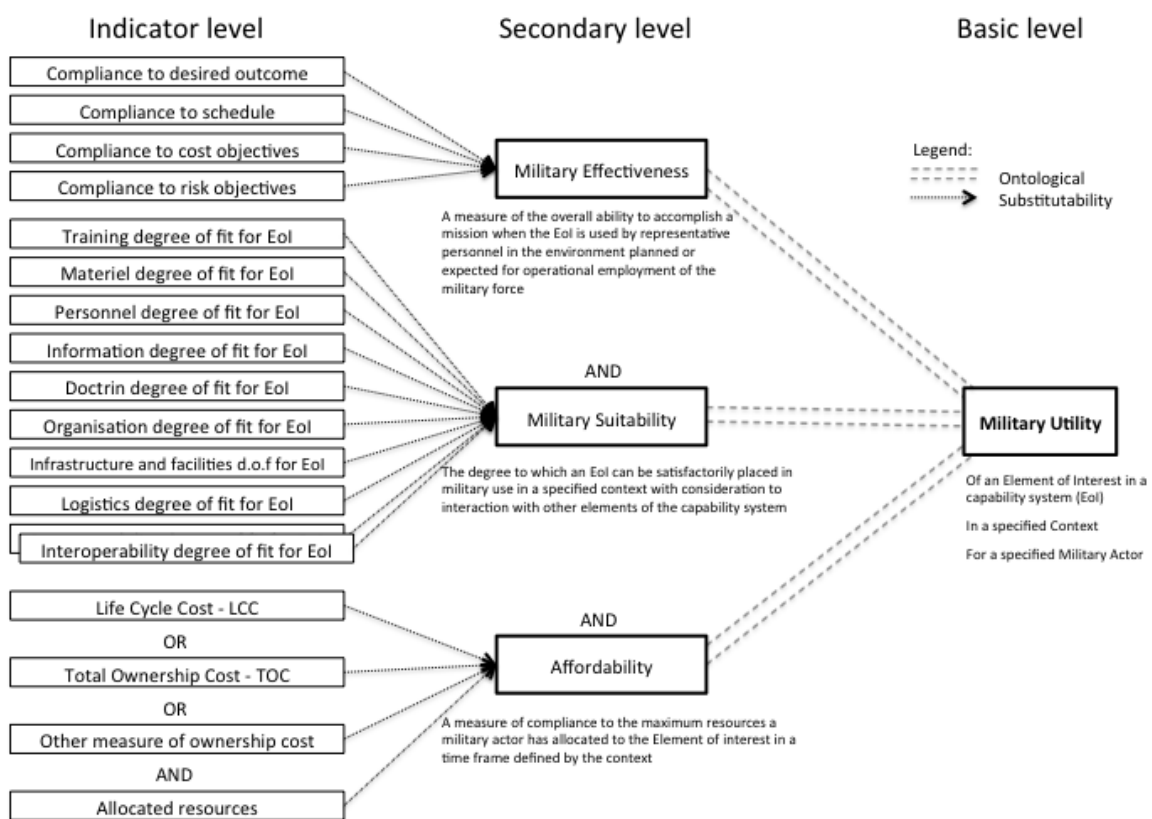 Indicator level
Secondary level
Basic level
Compliance to desired outcome
Compliance to schedule
Compliance to cost objectives
Compliance to risk objectives
Training degree of fit for EoI
Materiel degree of fit for EoI
Personnel degree of fit for EoI
Information degree of fit for EoI
Doctrin degree of fit for EoI
Organisation degree of fit for EoI
Infrastructure and facilities d.o.f for EoI
Logistics degree of fit for EoI
Interoperability degree of fit for EoI
Life Cycle Cost - LCC
OR
Total Ownership Cost - TOC
OR
Other measure of ownership cost
AND
Allocated resources
Military Effectiveness
A measure of the overall ability to accomplish a
mission when the EoI is used by representative
personnel in the environment planned or
expected for operational employment of the
military force
AND
Military Suitability
The degree to which an EoI can be satisfactorily placed in
military use in a specified context with consideration to
interaction with other elements of the capability system
AND
Affordability
A measure of compliance to the maximum resources a
military actor has allocated to the Element of interest in a
time frame defined by the context
Legend:
Ontological
Substitutability
Military Utility
Of an Element of Interest in a
capability system (EoI)
In a specified Context
For a specified Military Actor